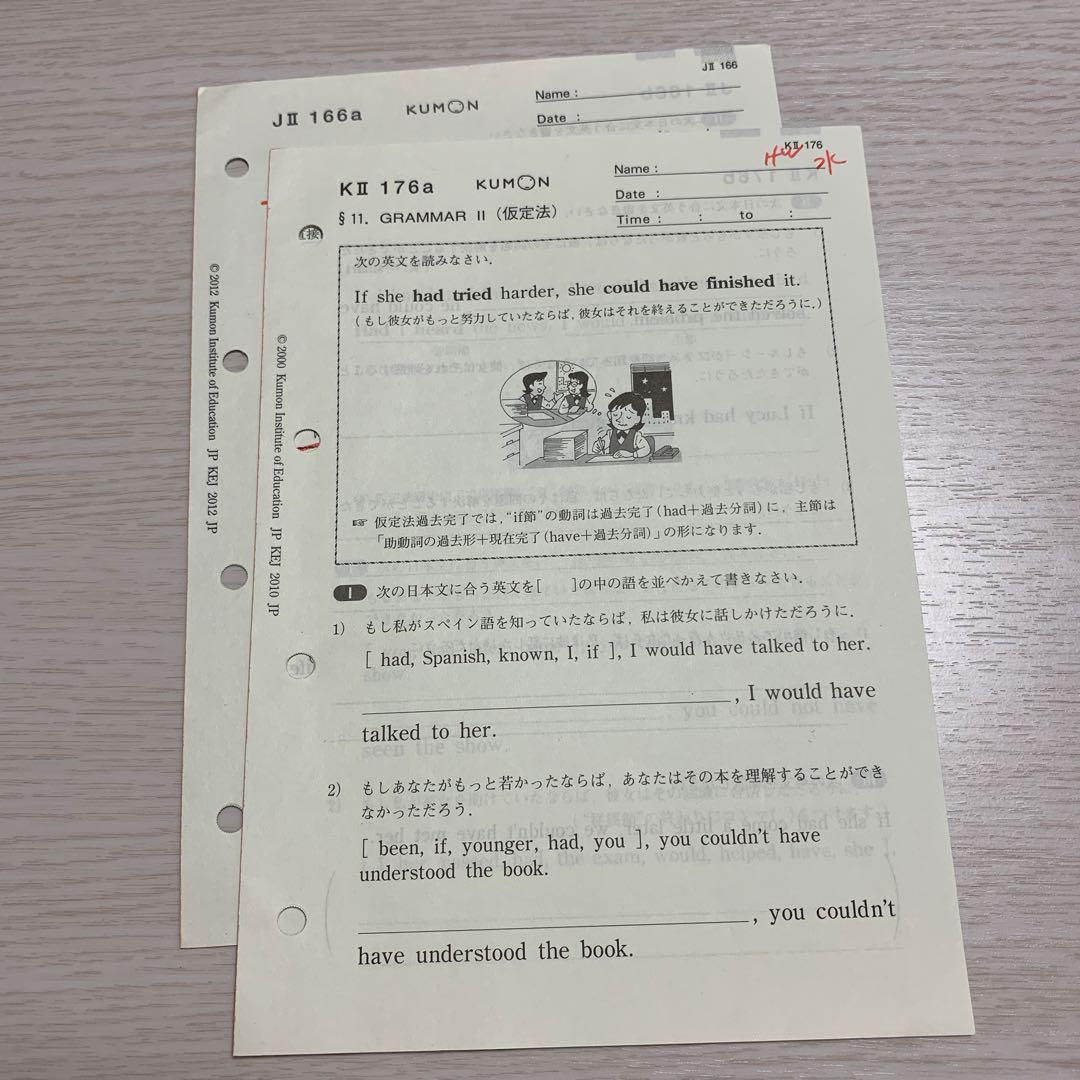 JⅡ 166
JⅡ 166a KUMON Name :
Date :
KⅡ 176
HW 2K
KⅡ 176a KUMON Name :
Date :
§11. GRAMMAR II (仮定法) Time : : to :
(接)
次の英文を読みなさい.
If she had tried harder, she could have finished it.
(もし彼女がもっと努力していたならば, 彼女はそれを終えることができただろうに.)
☞ 仮定法過去完了では, “if節”の動詞は過去完了(had+過去分詞)に, 主節は
「助動詞の過去形+現在完了(have+過去分詞)」の形になります.
1 次の日本文に合う英文を[ ]の中の語を並べかえて書きなさい.
1) もし私がスペイン語を知っていたならば, 私は彼女に話しかけただろうに.
[ had, Spanish, known, I, if ], I would have talked to her.
, I would have
talked to her.
2) もしあなたがもっと若かったならば, あなたはその本を理解することができ
なかっただろう.
[ been, if, younger, had, you ], you couldn't have
understood the book.
, you couldn't
have understood the book.
©2012 Kumon Institute of Education JP KEJ 2012 JP
©2000 Kumon Institute of Education JP KEJ 2010 JP